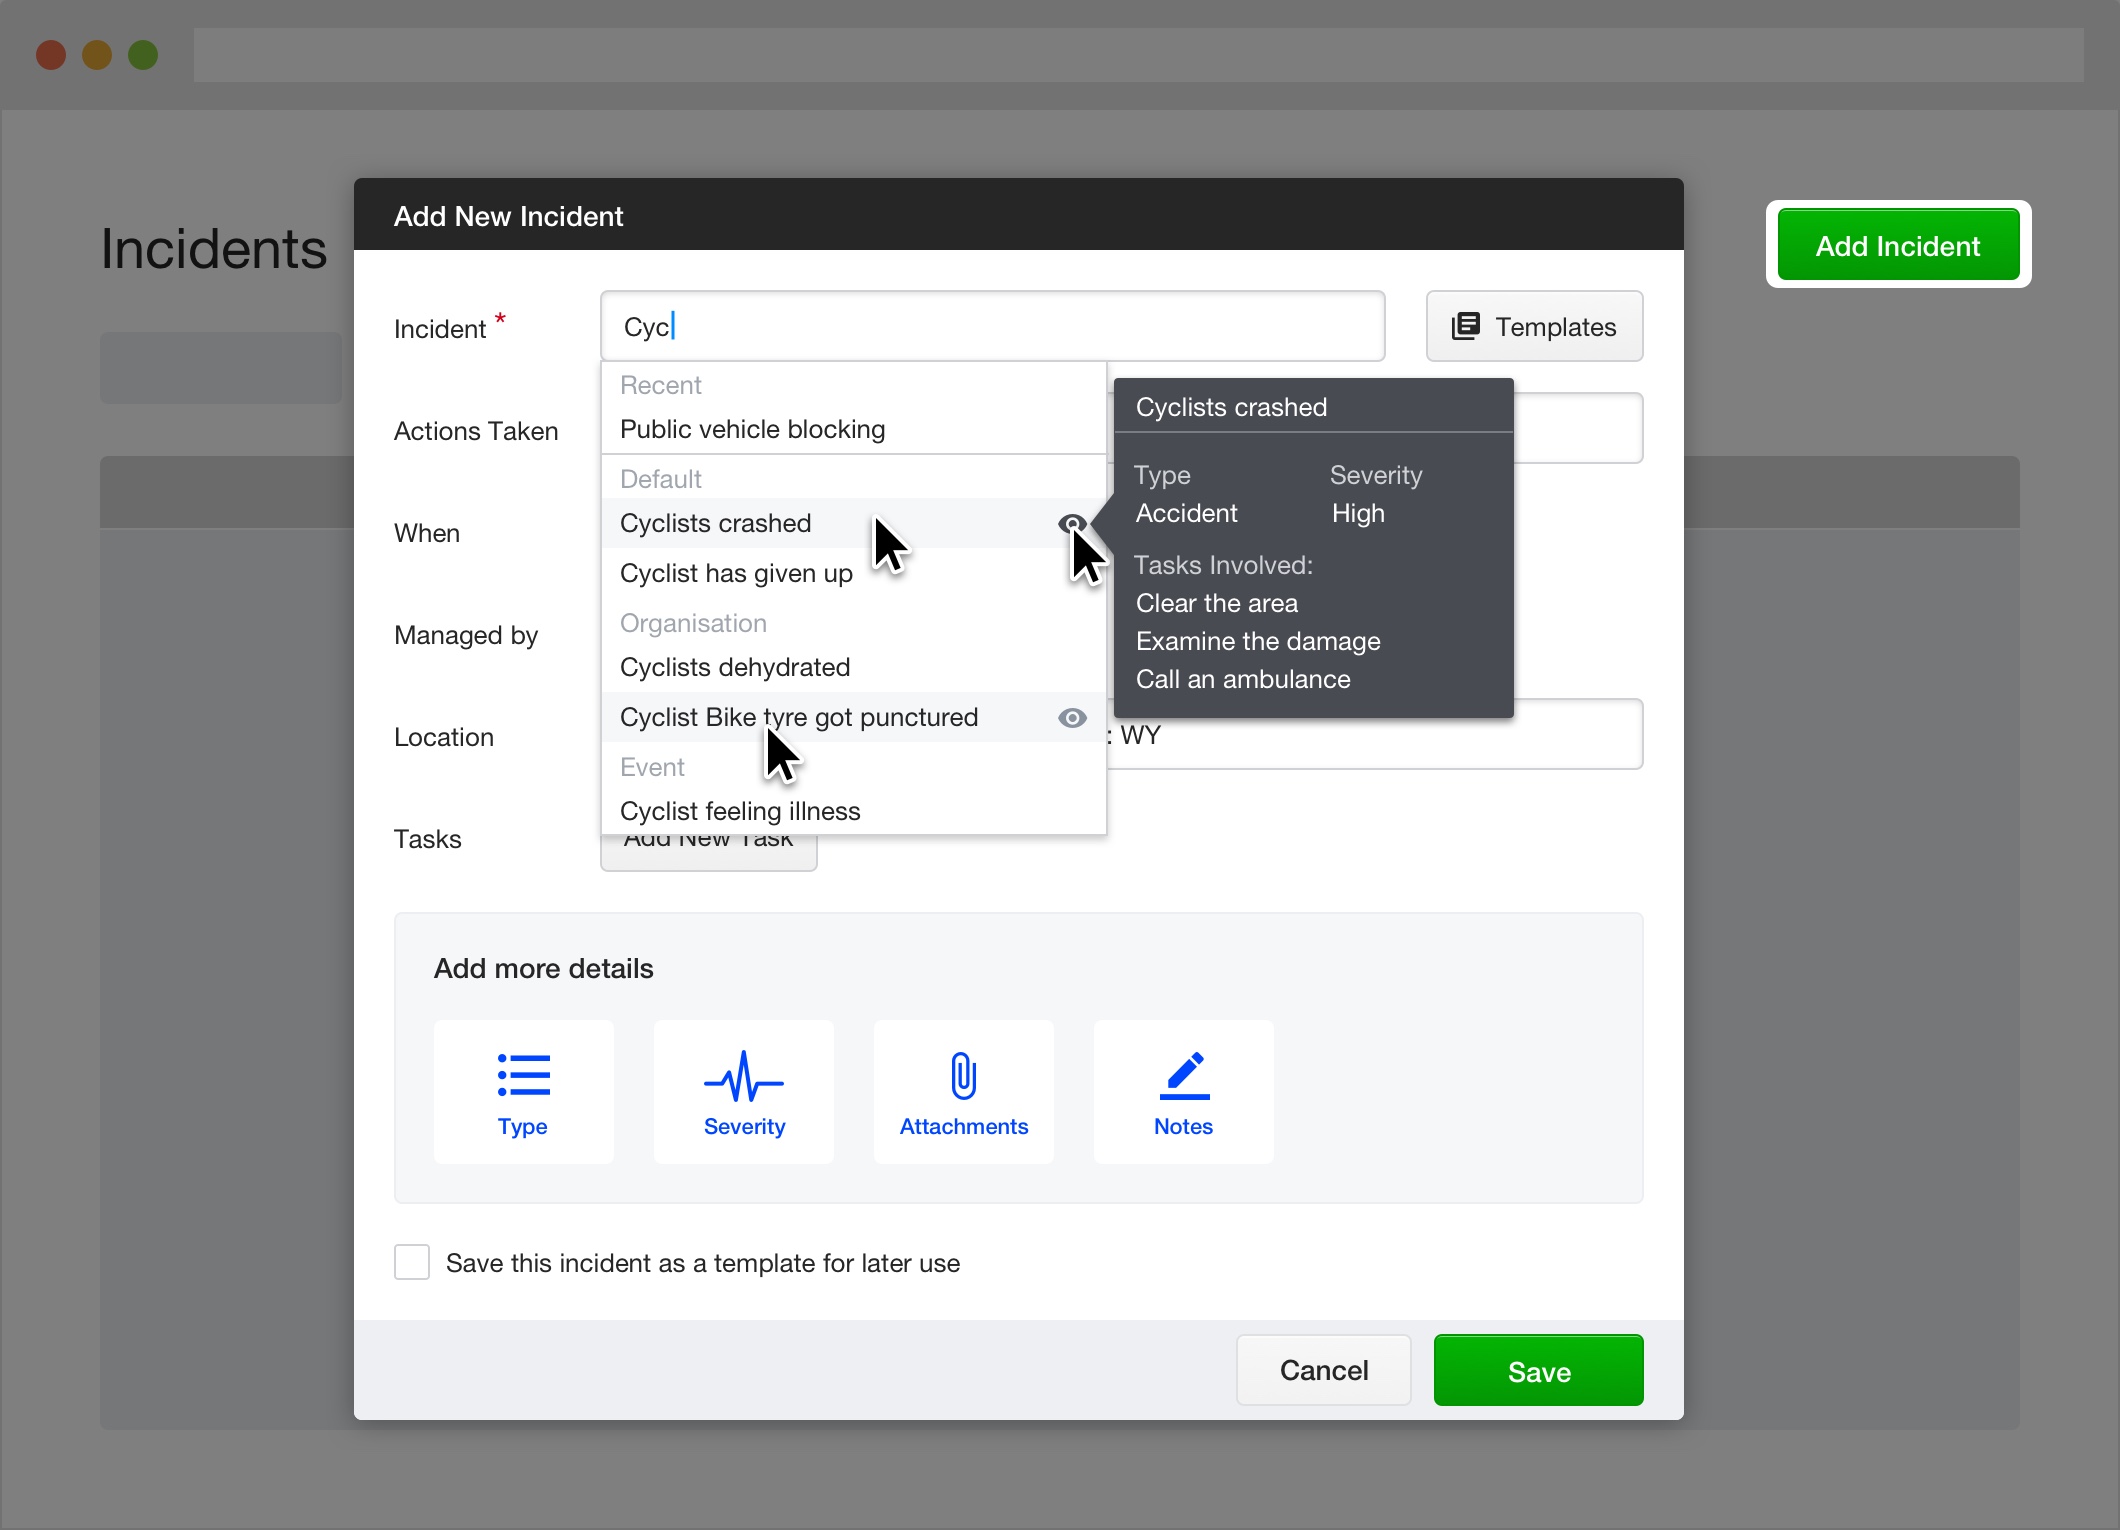 Add New Incident
Incidents
Add Incident
Incident *
Cyc
Templates
Recent
Public vehicle blocking
Actions Taken
Default
Cyclists crashed
When
Cyclist has given up
Organisation
Managed by
Cyclists dehydrated
Cyclist Bike tyre got punctured
Location
Event
Cyclist feeling illness
Cyclists crashed
Type Severity
Accident High
Tasks Involved:
Clear the area
Examine the damage
Call an ambulance
: WY
Tasks
Add New Task
Add more details
Type
Severity
Attachments
Notes
Save this incident as a template for later use
Cancel
Save